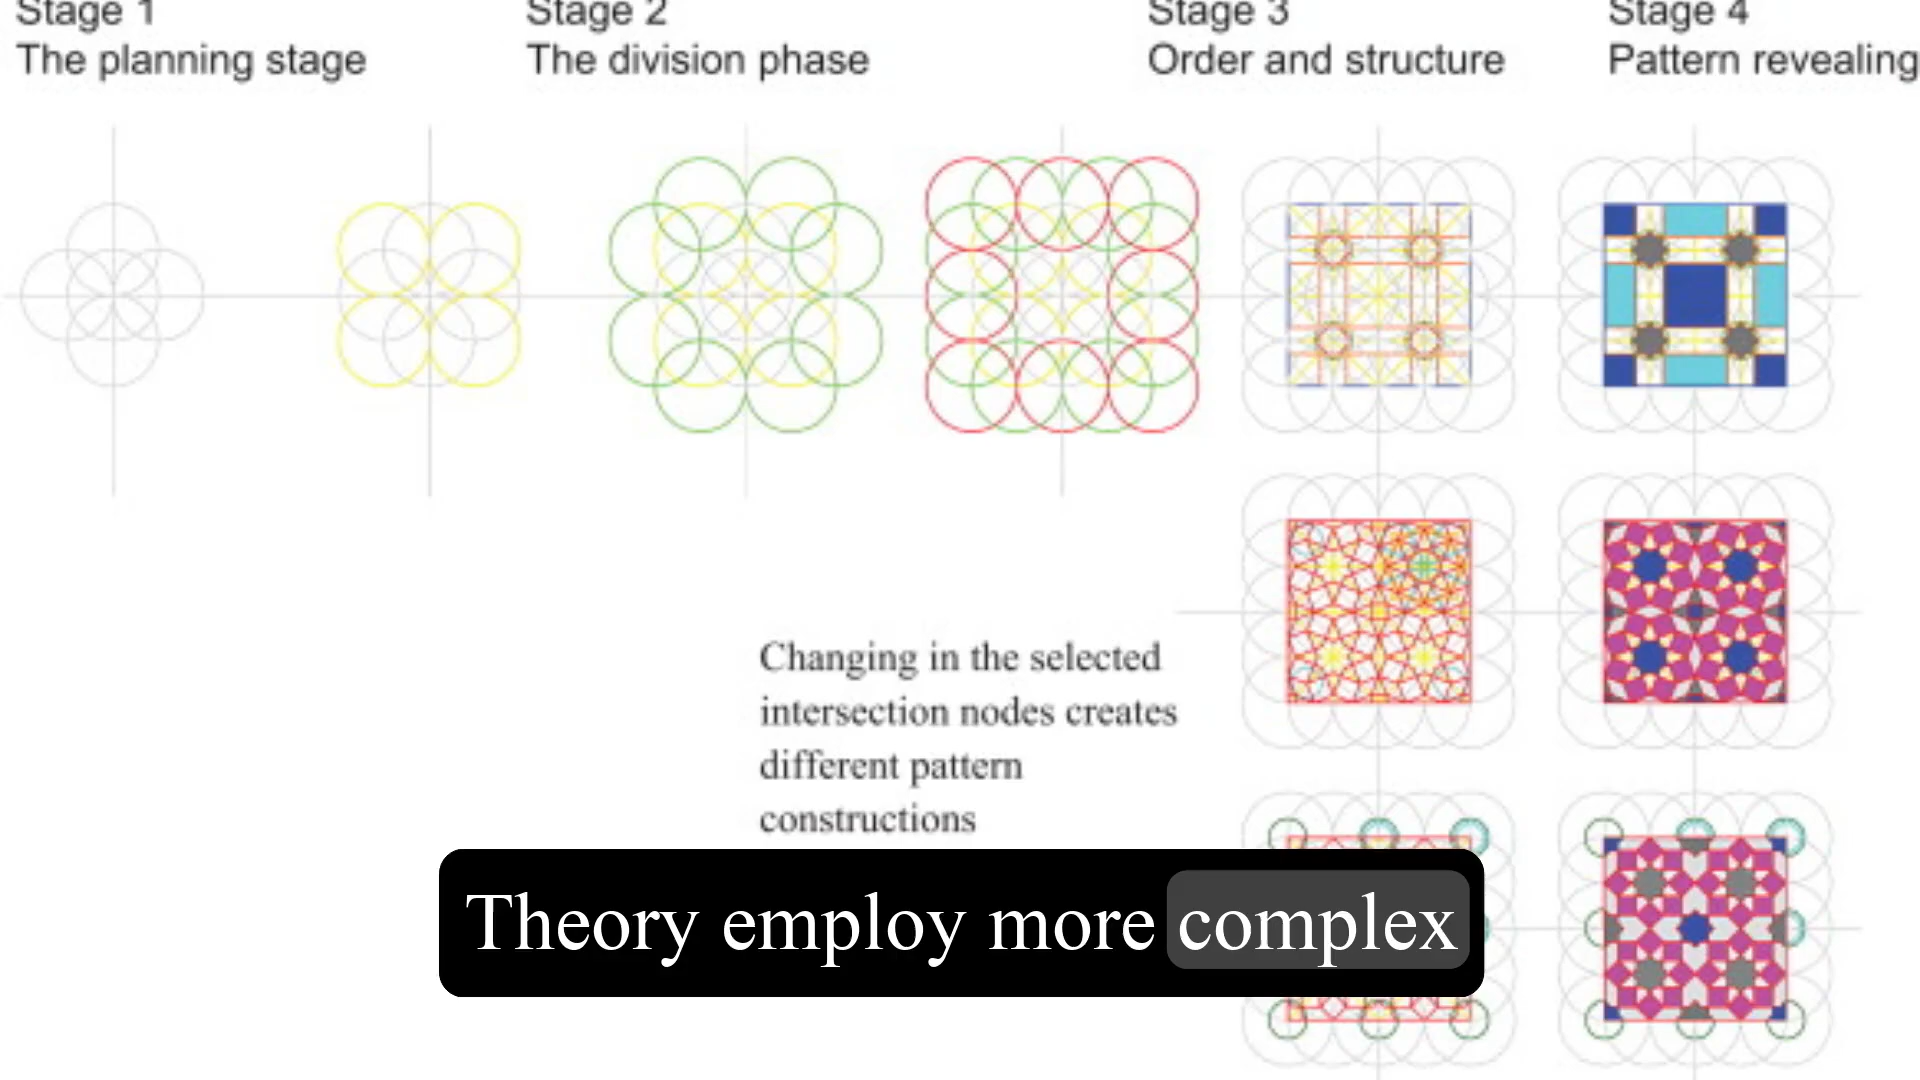 Stage 1
The planning stage
Stage 2
The division phase
Stage 3
Order and structure
Stage 4
Pattern revealing
Changing in the selected
intersection nodes creates
different pattern
constructions
Theory employ more complex